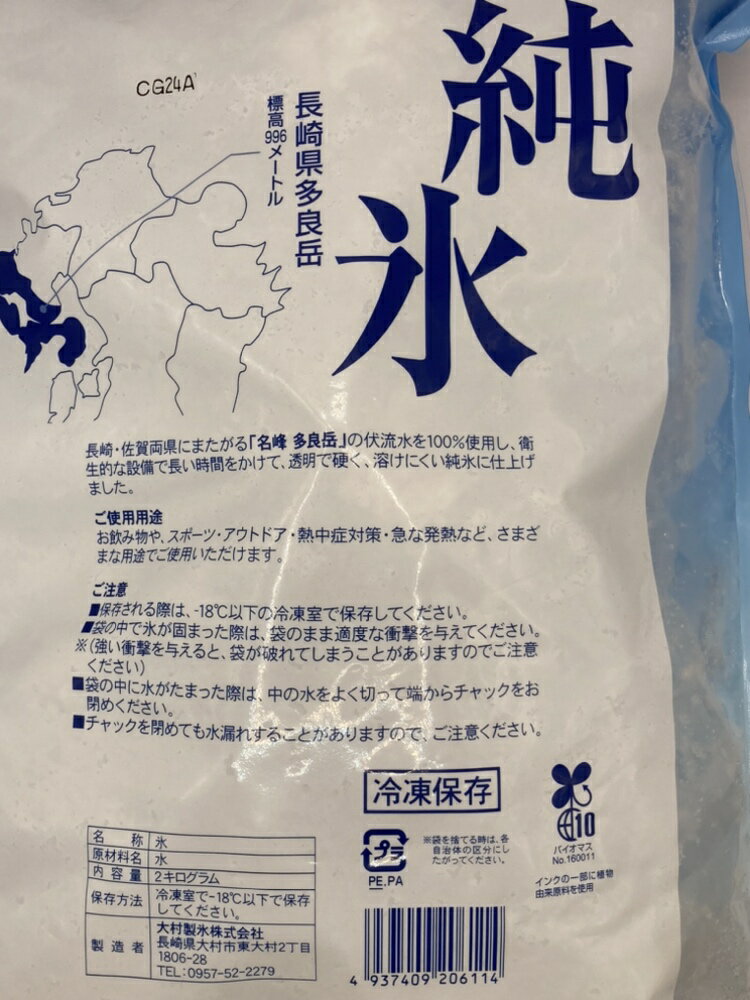 純氷
CG24A
長崎県多良岳
標高996メートル
長崎・佐賀両県にまたがる「名峰 多良岳」の伏流水を100%使用し、衛
生的な設備で長い時間をかけて、透明で硬く、溶けにくい純氷に仕上げ
ました。
ご使用用途
お飲み物や、スポーツ・アウトドア・熱中症対策・急な発熱など、さまざ
まな用途でご使用いただけます。
ご注意
■保存される際は、-18℃以下の冷凍室で保存してください。
■袋の中で氷が固まった際は、袋のまま適度な衝撃を与えてください。
※(強い衝撃を与えると、袋が破れてしまうことがありますのでご注意
ください)
■袋の中に水がたまった際は、中の水をよく切って端からチャックをお
閉めください。
■チャックを閉めても水漏れすることがありますので、ご注意ください。
冷凍保存
プラ
PE.PA
※袋を捨てる時は、各
自治体の区分にし
たがってください。
10
バイオマス
No.160011
インクの一部に植物
由来原料を使用
名称 氷
原材料名 水
内容量 2キログラム
保存方法 冷凍室で-18℃以下で保存
してください。
製造者 大村製氷株式会社
長崎県大村市東大村2丁目
1806-28
TEL:0957-52-2279
4 937409 206114